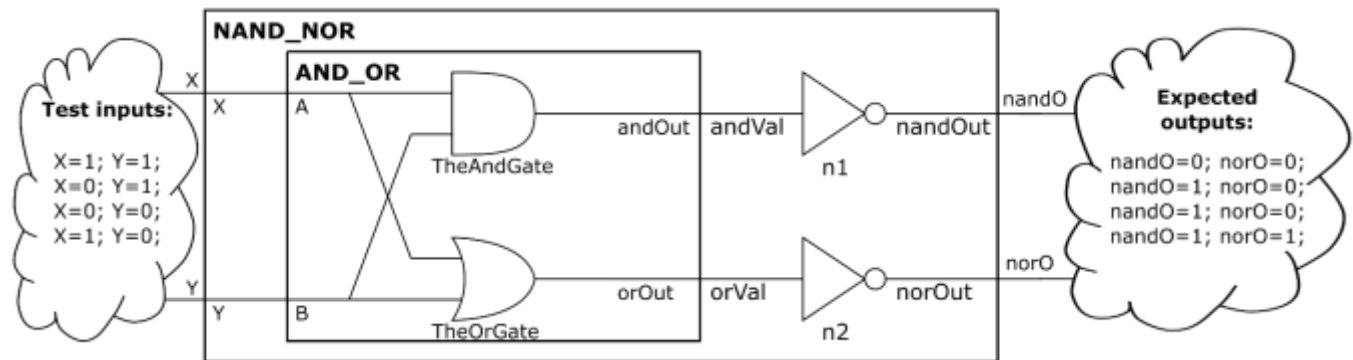 NAND_NOR
AND_OR
Test inputs:
X=1; Y=1;
X=0; Y=1;
X=0; Y=0;
X=1; Y=0;
X
X
A
Y
Y
B
TheAndGate
TheOrGate
andOut
andVal
orOut
orVal
n1
n2
nandOut
norOut
nandO
norO
Expected
outputs:
nandO=0; norO=0;
nandO=1; norO=0;
nandO=1; norO=0;
nandO=1; norO=1;